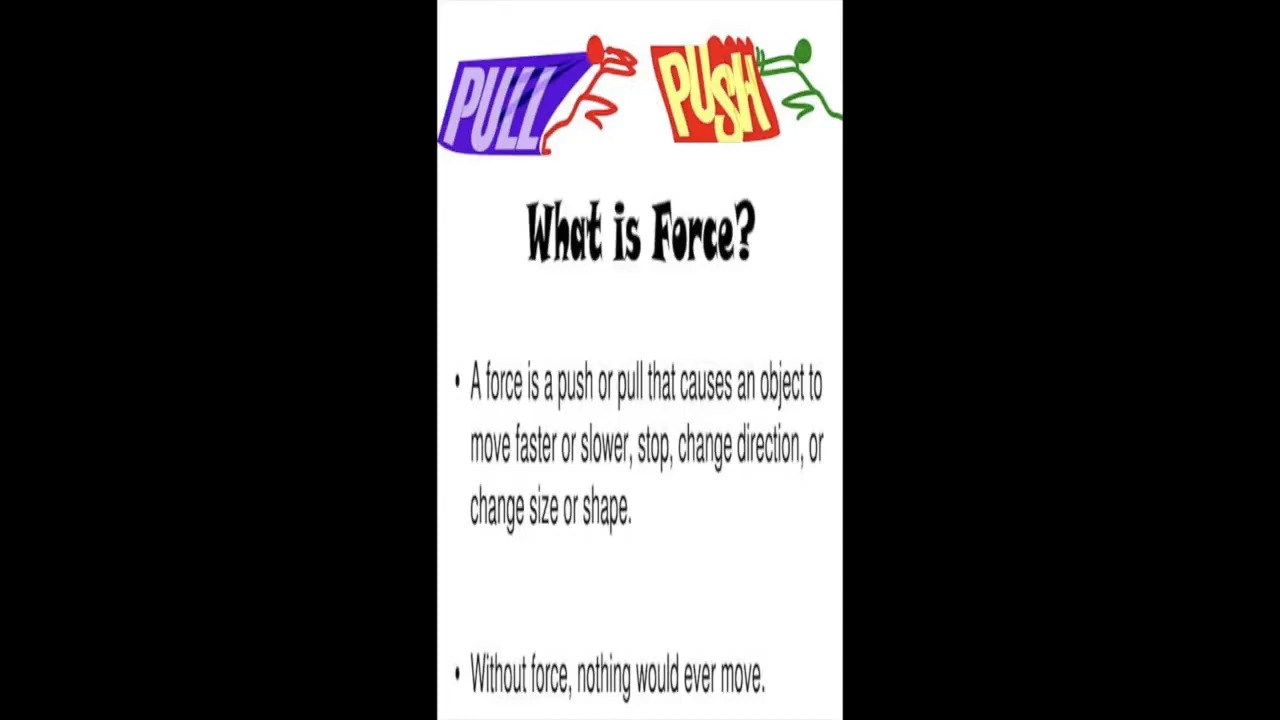 PULL PUSH
What is Force?
• A force is a push or pull that causes an object to
move faster or slower, stop, change direction, or
change size or shape.
• Without force, nothing would ever move.